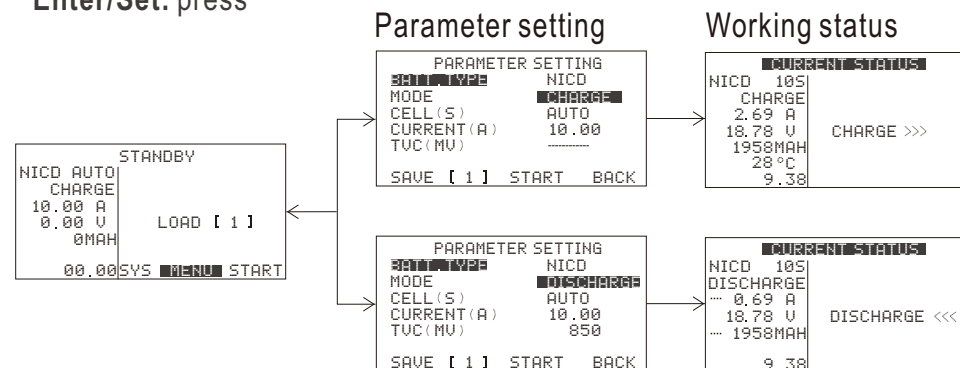 Enter/Set: press
Parameter setting
Working status
STANDBY
NICD AUTO
CHARGE
10.00 A
0.00 V
LOAD [ 1 ]
0MAH
00.00 SYS MENU START
PARAMETER SETTING
BATT.TYPE NICD
MODE CHARGE
CELL(S) AUTO
CURRENT(A) 10.00
TVC(MV) ------------
SAVE [ 1 ] START BACK
CURRENT STATUS
NICD 10S
CHARGE
2.69 A
18.78 V CHARGE >>>
1958MAH
28°C
9.38
PARAMETER SETTING
BATT.TYPE NICD
MODE DISCHARGE
CELL(S) AUTO
CURRENT(A) 10.00
TVC(MV) 850
SAVE [ 1 ] START BACK
CURRENT STATUS
NICD 10S
DISCHARGE
---- 0.69 A
18.78 V DISCHARGE <<<
---- 1958MAH
9.38